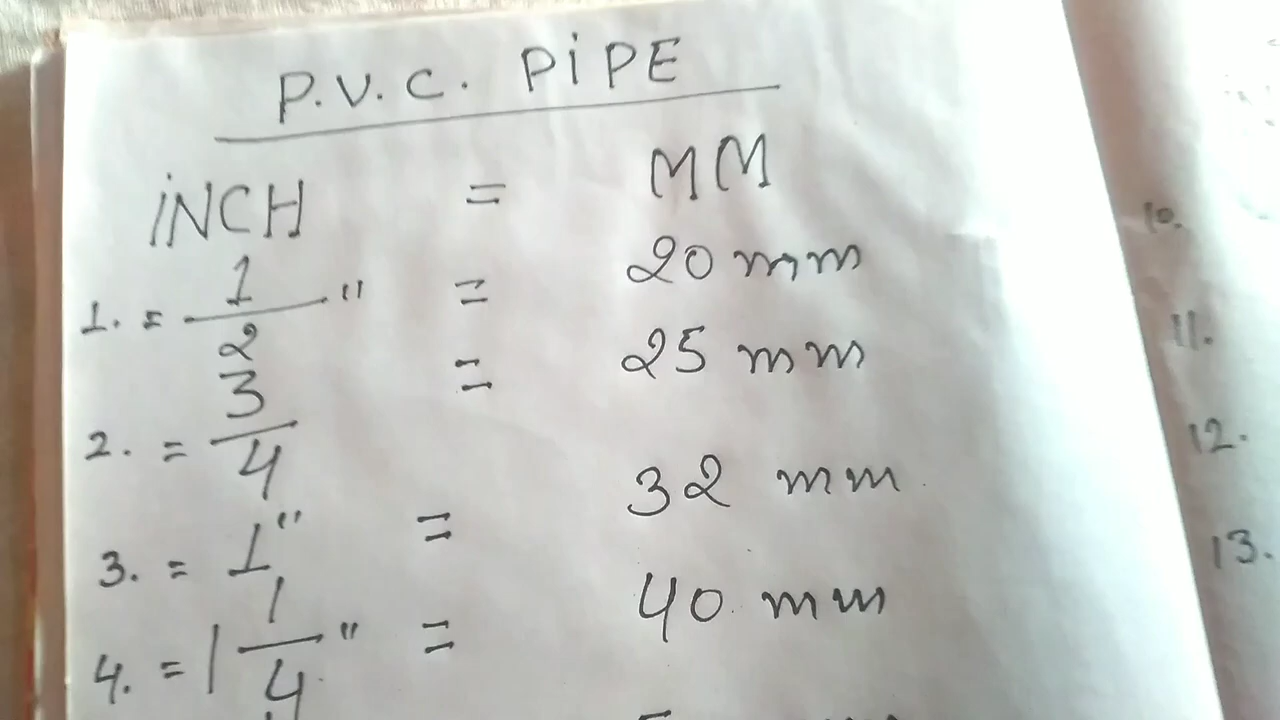 P.V.C. PiPE
iNCH = MM
1. = 1/2 " = 20 mm
2. = 3/4 = 25 mm
3. = 1" = 32 mm
4. = 1 1/4 " = 40 mm
10.
11.
12.
13.